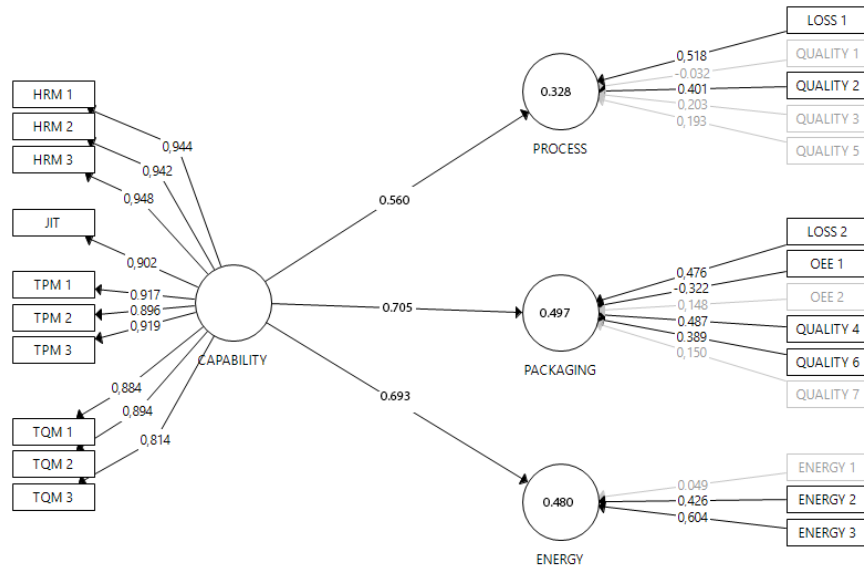 LOSS 1
0,518
QUALITY 1
-0.032
HRM 1
0.328
0.401
QUALITY 2
HRM 2
0.203
QUALITY 3
0,193
HRM 3
0,944
PROCESS
QUALITY 5
0,942
0,948
0.560
JIT
LOSS 2
0,902
0,476
OEE 1
-0.322
TPM 1
0.917
0,148
OEE 2
TPM 2
0.896
0.705
0.497
0.487
QUALITY 4
TPM 3
0,919
0.389
CAPABILITY
PACKAGING
0,150
QUALITY 6
0,884
0.693
QUALITY 7
0,894
TQM 1
0,814
TQM 2
ENERGY 1
0.049
TQM 3
0.480
0,426
ENERGY 2
0,604
ENERGY 3
ENERGY